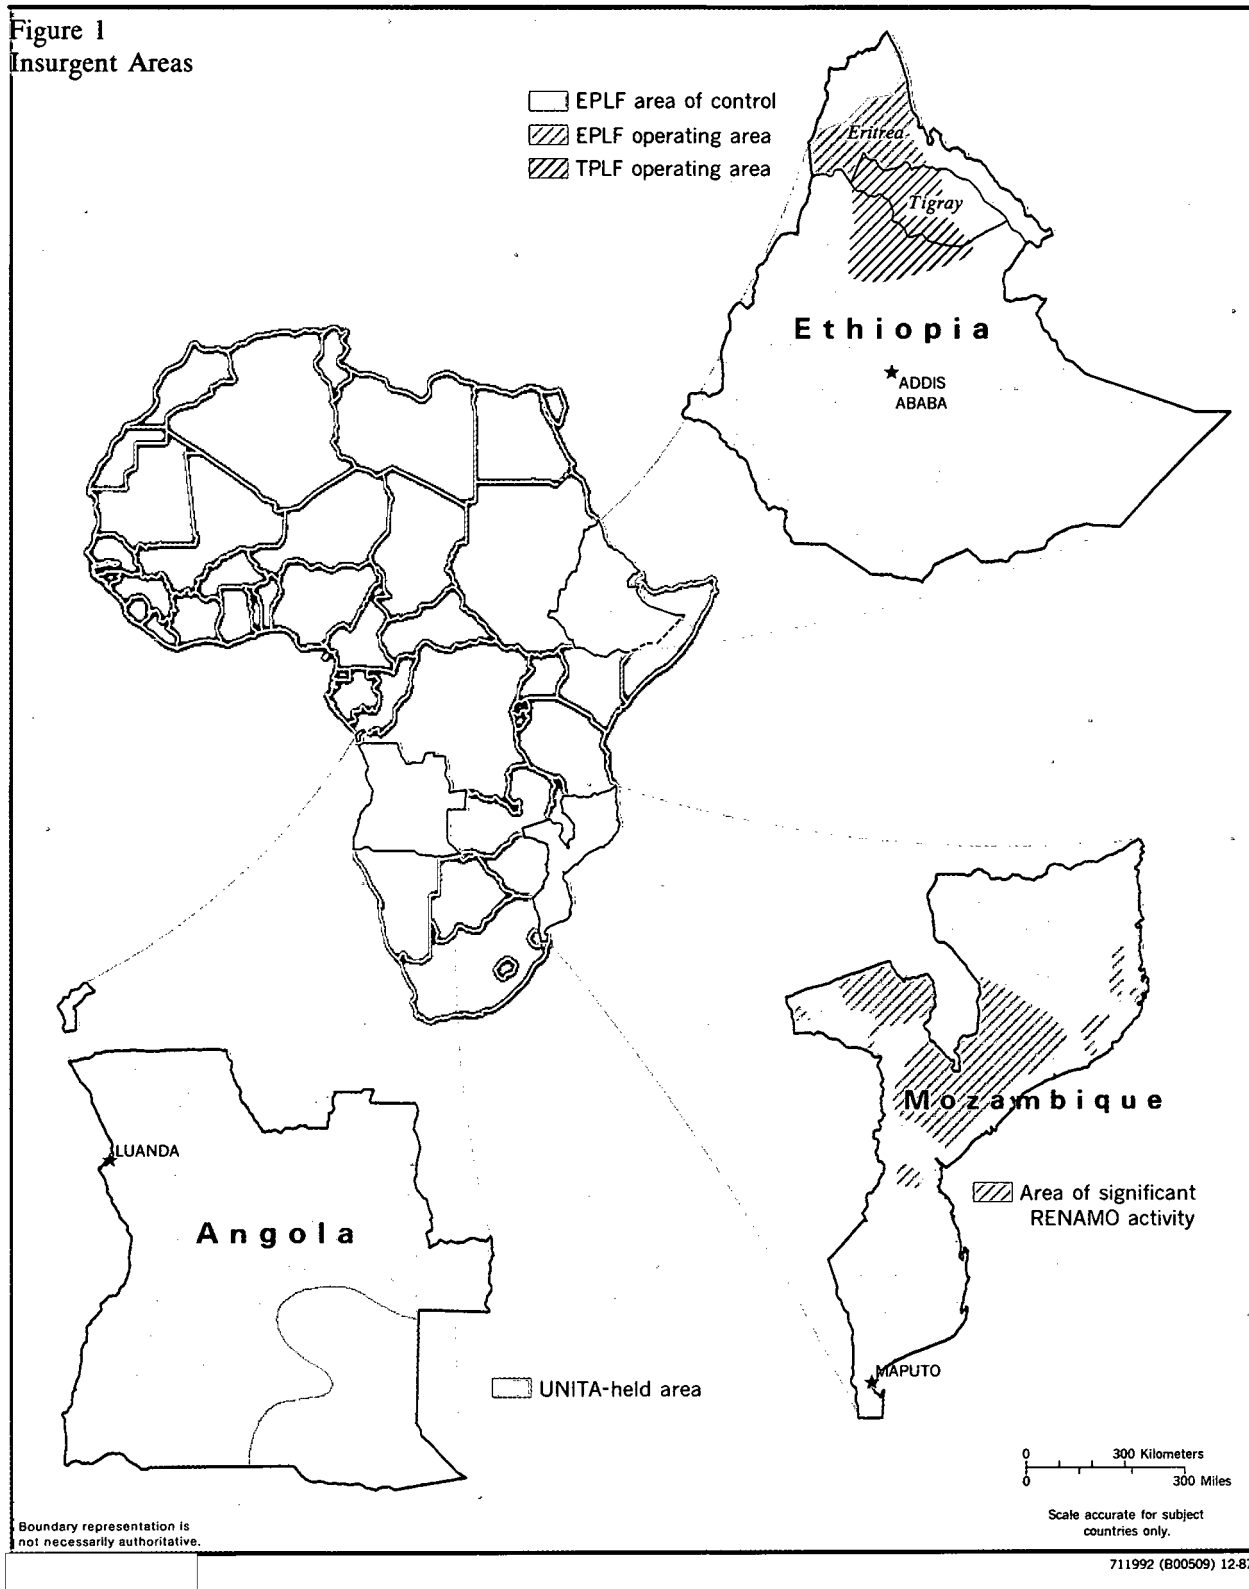 Figure 1
Insurgent Areas
EPLF area of control
EPLF operating area
TPLF operating area
Eritrea
Tigray
Ethiopia
ADDIS
ABABA
LUANDA
Angola
UNITA-held area
Mozambique
Area of significant
RENAMO activity
MAPUTO
0 300 Kilometers
0 300 Miles
Scale accurate for subject
countries only.
Boundary representation is
not necessarily authoritative.
711992 (B00509) 12-87